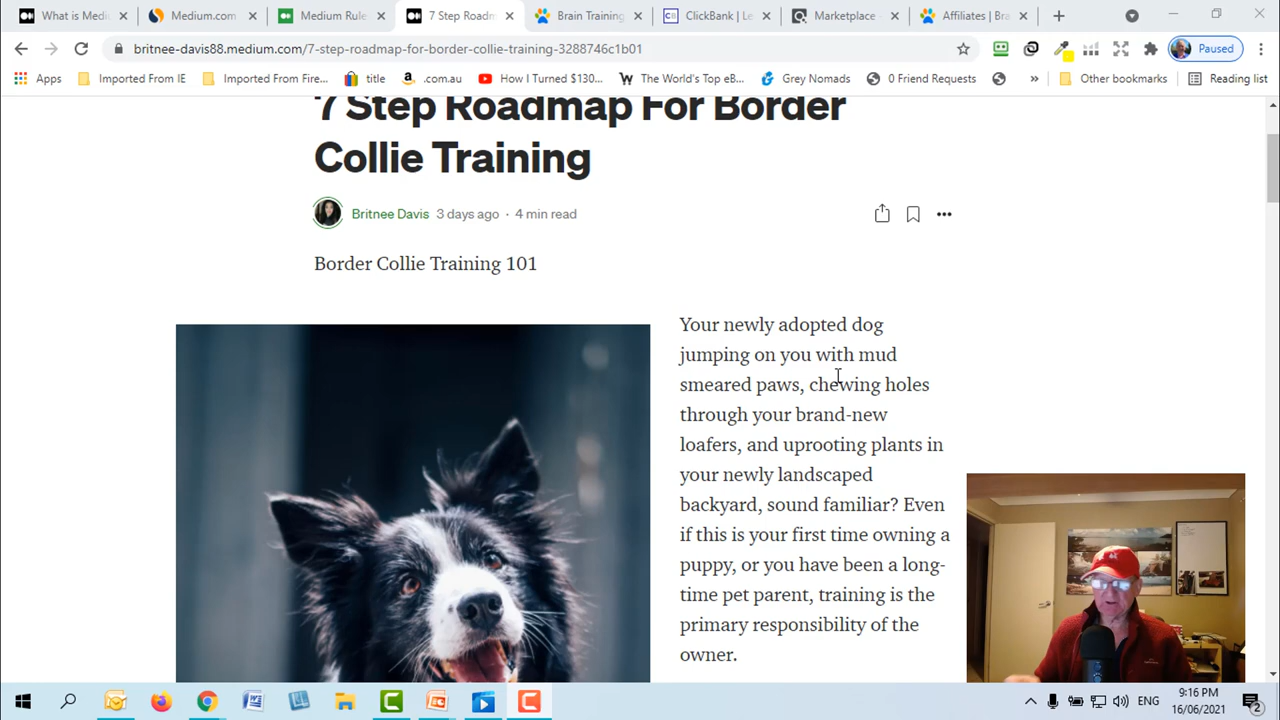 What is Medi
Medium.com
Medium Rule
7 Step Roadm
Brain Training
ClickBank | Le
Marketplace -
Affiliates | Bra
britnee-davis88.medium.com/7-step-roadmap-for-border-collie-training-3288746c1b01
Paused
Apps
Imported From IE
Imported From Fire...
title
.com.au
How I Turned $130...
The World's Top eB...
Grey Nomads
0 Friend Requests
»
Other bookmarks
Reading list
7 Step Roadmap For Border
Collie Training
Britnee Davis 3 days ago · 4 min read
Border Collie Training 101
Your newly adopted dog
jumping on you with mud
smeared paws, chewing holes
through your brand-new
loafers, and uprooting plants in
your newly landscaped
backyard, sound familiar? Even
if this is your first time owning a
puppy, or you have been a long-
time pet parent, training is the
primary responsibility of the
owner.
ENG
9:16 PM
16/06/2021
2